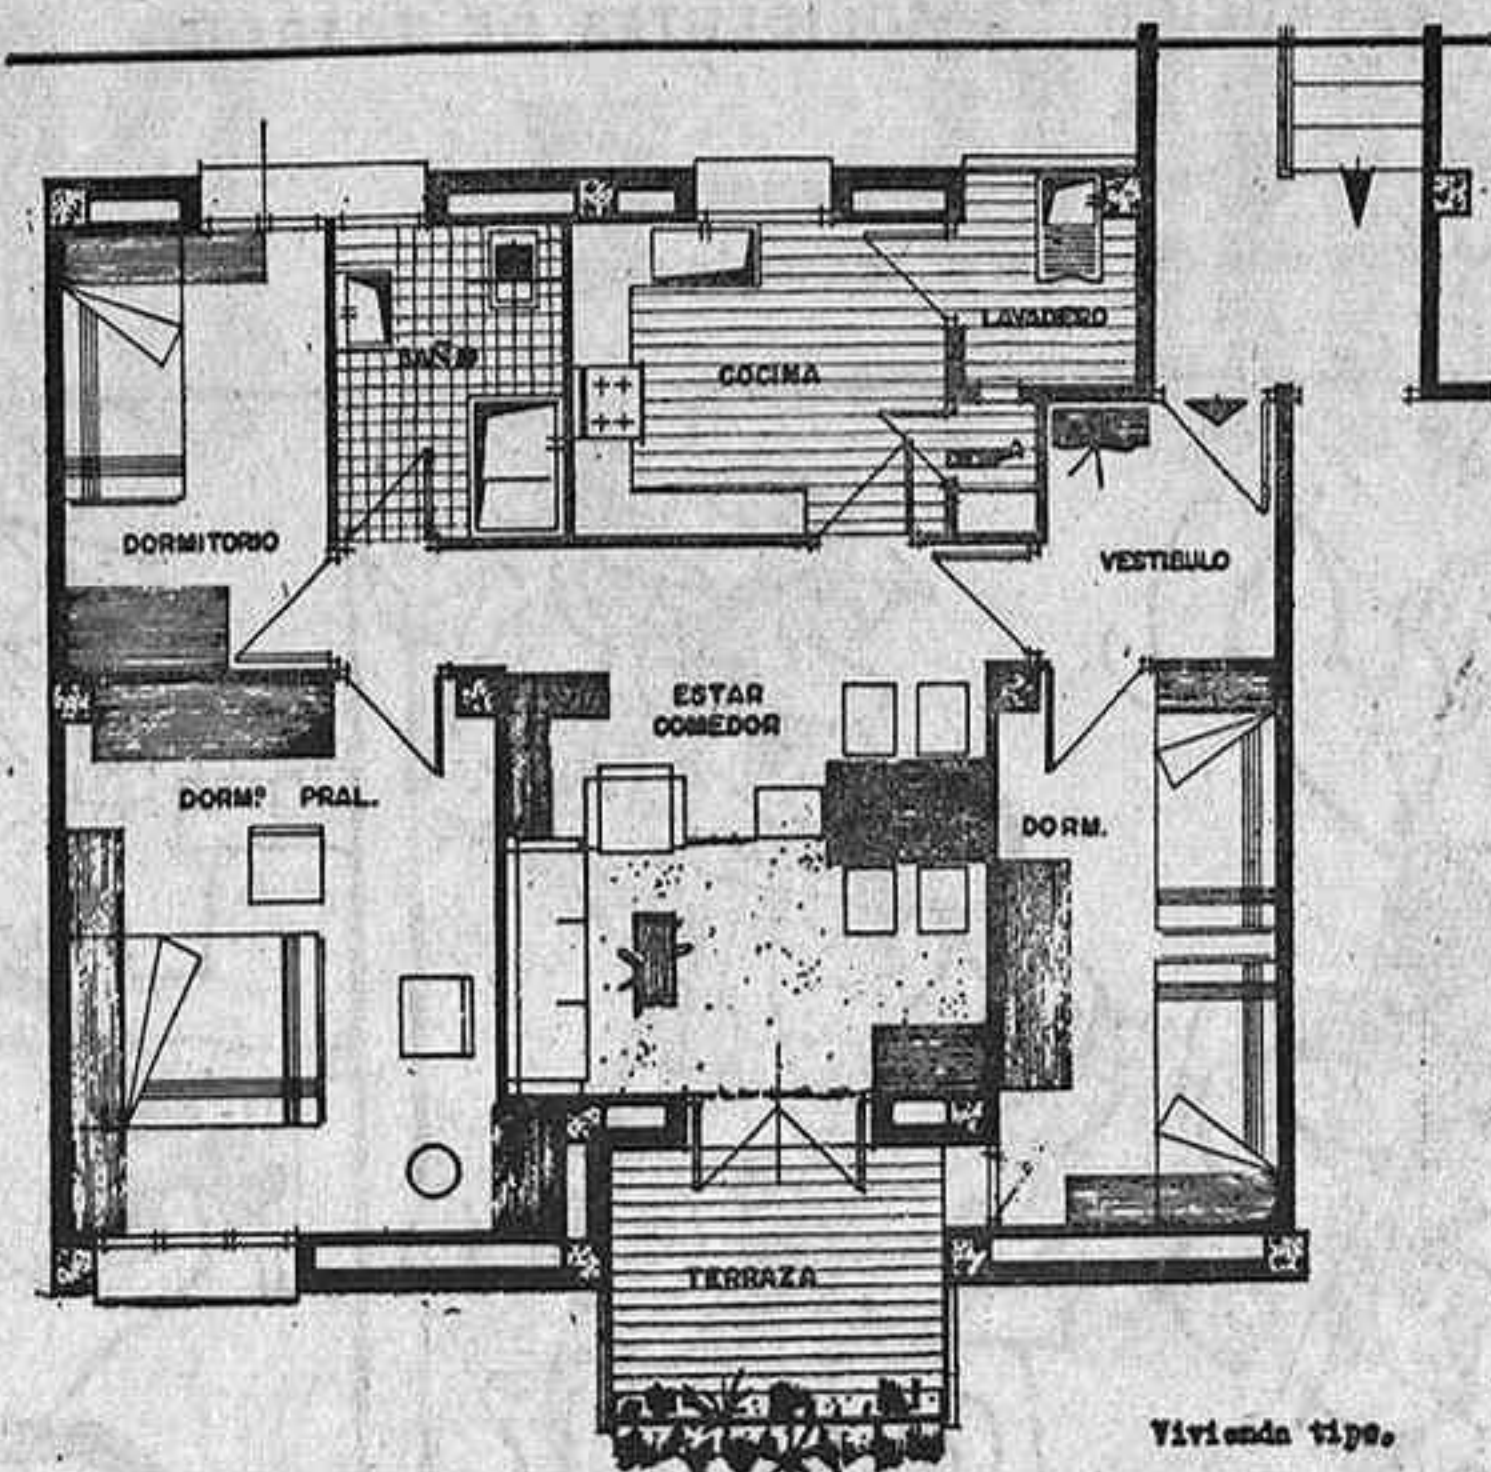 LAVADERO
BAÑO
COCINA
DORMITORIO
VESTIBULO
ESTAR
COMEDOR
DORMº PRAL.
DORM.
TERRAZA
Vivienda tipo.